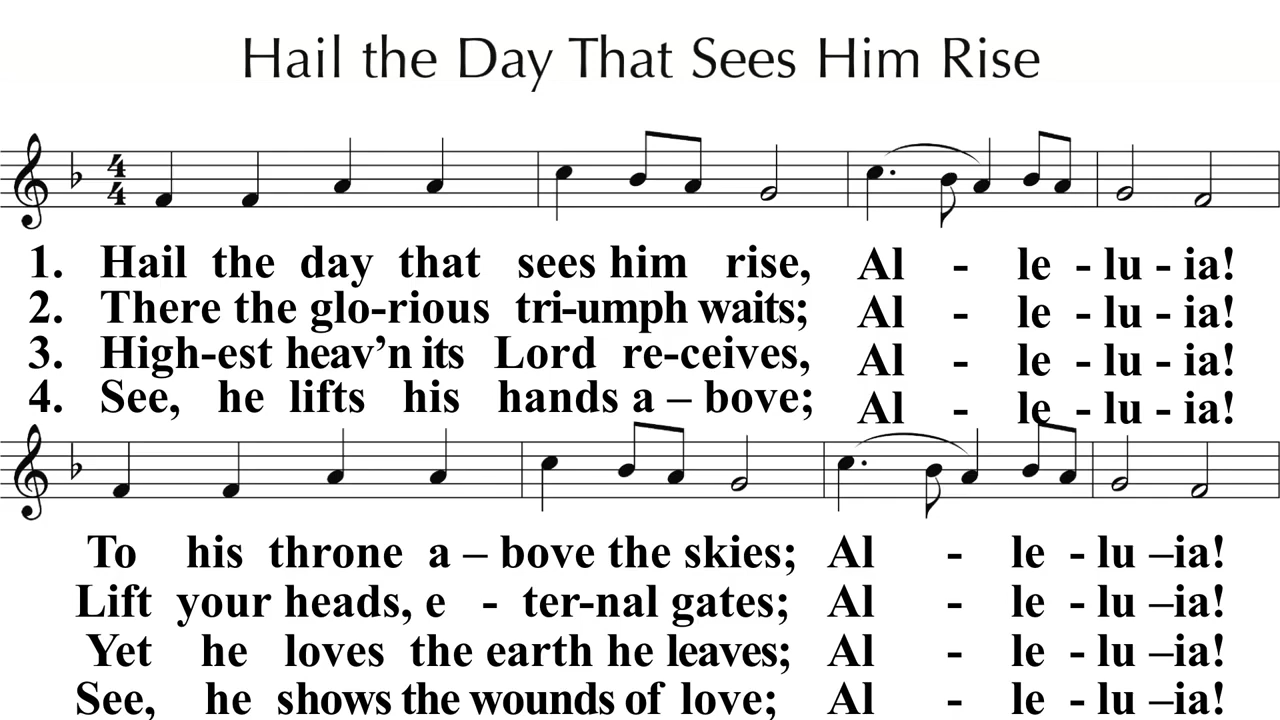 Hail the Day That Sees Him Rise
4
4
1. Hail the day that sees him rise, Al - le - lu - ia!
2. There the glo-rious tri-umph waits; Al - le - lu - ia!
3. High-est heav’n its Lord re-ceives, Al - le - lu - ia!
4. See, he lifts his hands a – bove; Al - le - lu - ia!
To his throne a – bove the skies; Al - le - lu –ia!
Lift your heads, e - ter-nal gates; Al - le - lu –ia!
Yet he loves the earth he leaves; Al - le - lu –ia!
See, he shows the wounds of love; Al - le - lu –ia!